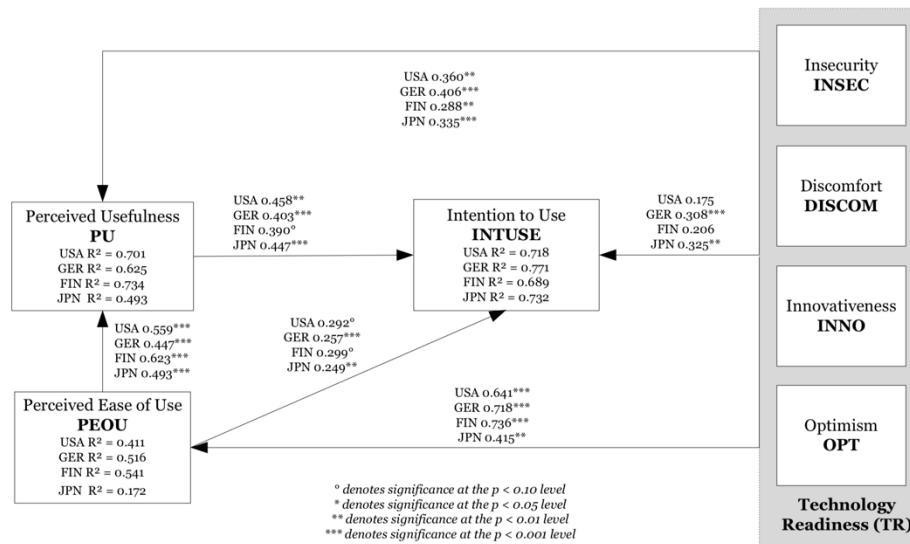 USA 0.360**
GER 0.406***
FIN 0.288**
JPN 0.335***
Insecurity
INSEC
Discomfort
DISCOM
Innovativeness
INNO
Optimism
OPT
Technology
Readiness (TR)
Perceived Usefulness
PU
USA R² = 0.701
GER R² = 0.625
FIN R² = 0.734
JPN R² = 0.493
USA 0.458**
GER 0.403***
FIN 0.390°
JPN 0.447***
Intention to Use
INTUSE
USA R² = 0.718
GER R² = 0.771
FIN R² = 0.689
JPN R² = 0.732
USA 0.175
GER 0.308***
FIN 0.206
JPN 0.325**
USA 0.559***
GER 0.447***
FIN 0.623***
JPN 0.493***
USA 0.292°
GER 0.257***
FIN 0.299°
JPN 0.249**
Perceived Ease of Use
PEOU
USA R² = 0.411
GER R² = 0.516
FIN R² = 0.541
JPN R² = 0.172
USA 0.641***
GER 0.718***
FIN 0.736***
JPN 0.415**
° denotes significance at the p < 0.10 level
* denotes significance at the p < 0.05 level
** denotes significance at the p < 0.01 level
*** denotes significance at the p < 0.001 level